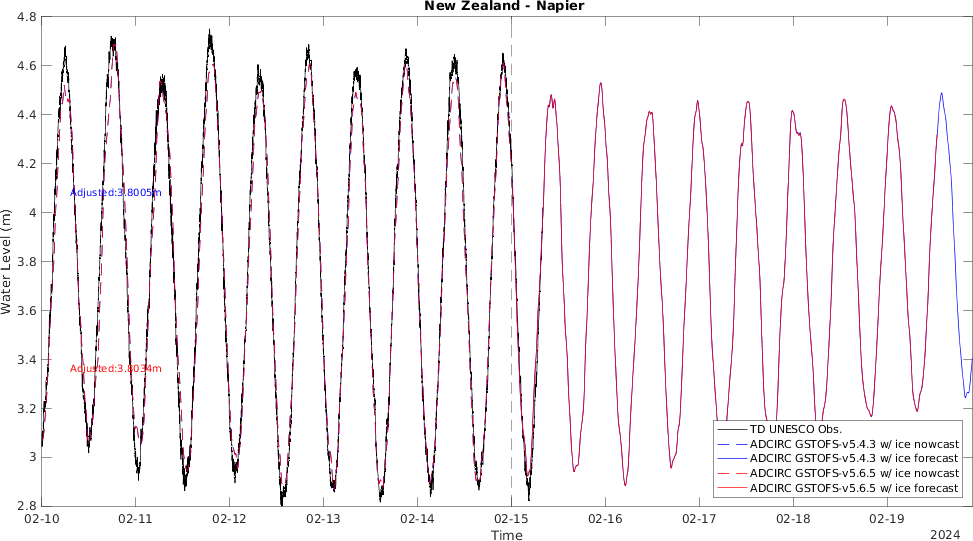 New Zealand - Napier
4.8
4.6
4.4
4.2
4
3.8
3.6
3.4
3.2
3
2.8
Water Level (m)
Adjusted:3.8005m
Adjusted:3.8034m
TD UNESCO Obs.
ADCIRC GSTOFS-v5.4.3 w/ ice nowcast
ADCIRC GSTOFS-v5.4.3 w/ ice forecast
ADCIRC GSTOFS-v5.6.5 w/ ice nowcast
ADCIRC GSTOFS-v5.6.5 w/ ice forecast
02-10 02-11 02-12 02-13 02-14 02-15 02-16 02-17 02-18 02-19
Time
2024